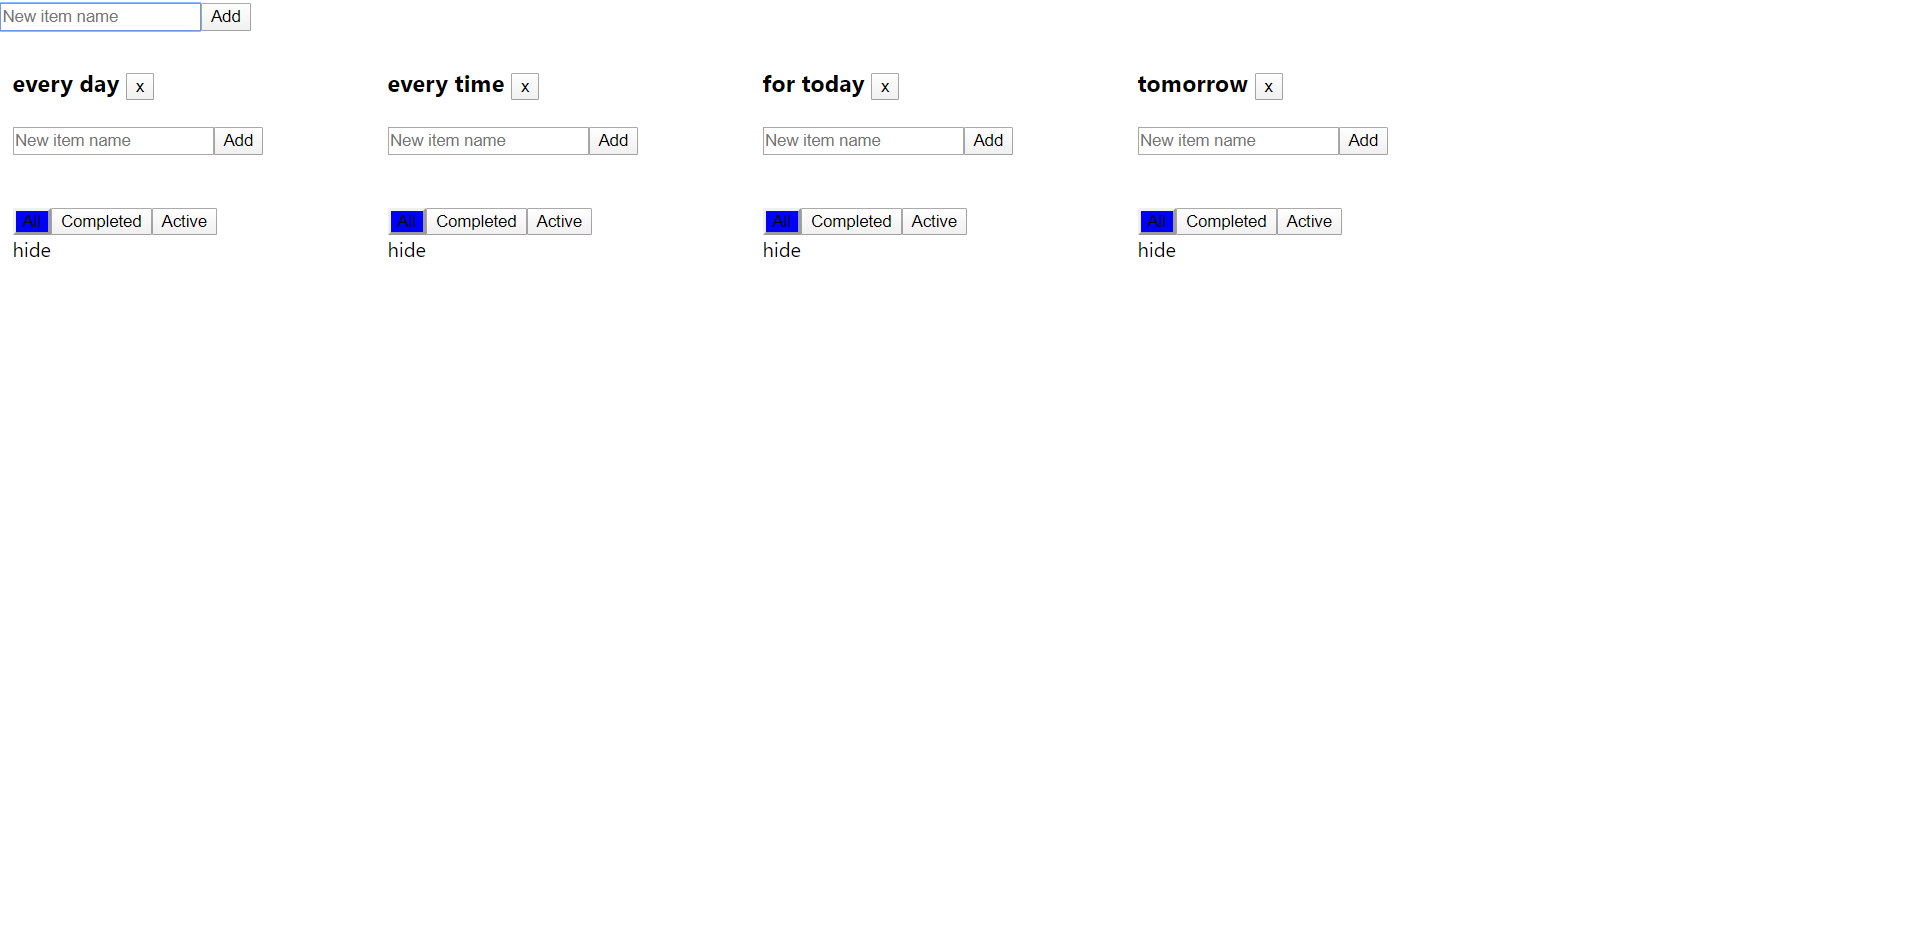 New item name Add
every day x every time x for today x tomorrow x
New item name Add New item name Add New item name Add New item name Add
All Completed Active All Completed Active All Completed Active All Completed Active
hide hide hide hide